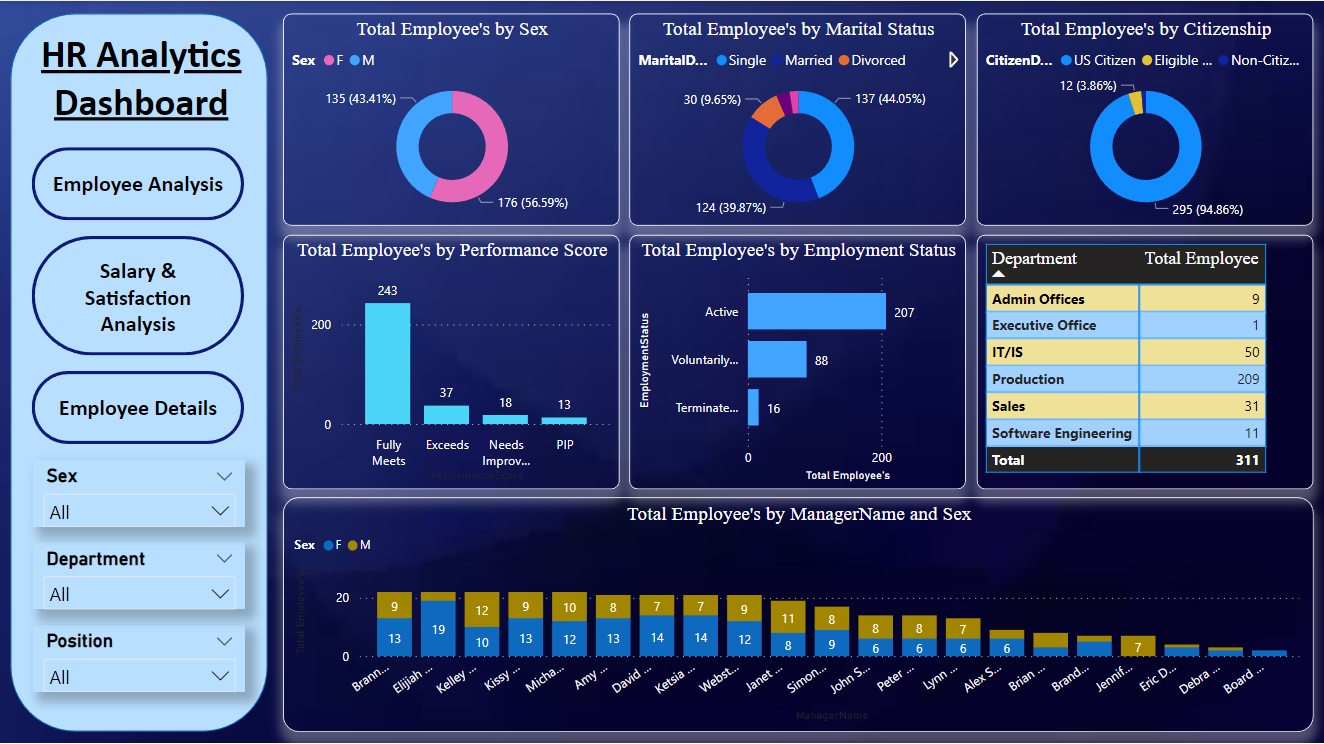 HR Analytics
Dashboard
Employee Analysis
Salary &
Satisfaction
Analysis
Employee Details
Sex
All
Department
All
Position
All
Total Employee's by Sex
Sex F M
135 (43.41%)
176 (56.59%)
Total Employee's by Marital Status
MaritalD... Single Married Divorced
30 (9.65%)
137 (44.05%)
124 (39.87%)
Total Employee's by Citizenship
CitizenD... US Citizen Eligible ... Non-Citiz...
12 (3.86%)
295 (94.86%)
Total Employee's by Performance Score
Total Employee's
200
0
243
37
18
13
Fully
Meets
Exceeds
Needs
Improv...
PIP
PerformanceScore
Total Employee's by Employment Status
EmploymentStatus
Active 207
Voluntarily... 88
Terminate... 16
0 200
Total Employee's
Department Total Employee
Admin Offices 9
Executive Office 1
IT/IS 50
Production 209
Sales 31
Software Engineering 11
Total 311
Total Employee's by ManagerName and Sex
Sex F M
Total Employee's
20
0
9 12 9 10 8 7 7 9 11 8 8 8 7
13 19 10 13 12 13 14 14 12 8 9 6 6 6 6 7
Brann... Elijiah ... Kelley ... Kissy ... Micha... Amy ... David ... Ketsia ... Webst... Janet ... Simon... John S... Peter ... Lynn ... Alex S... Brian ... Brand... Jennif... Eric D... Debra ... Board ...
ManagerName